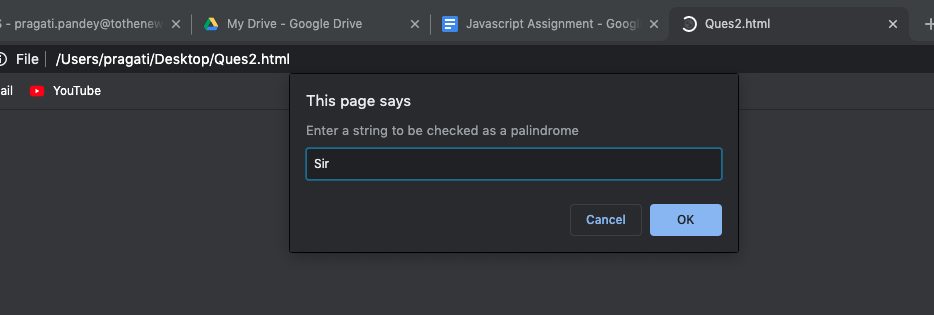 - pragati.pandey@tothenew
My Drive - Google Drive
Javascript Assignment - Googl
Ques2.html
File
/Users/pragati/Desktop/Ques2.html
ail
YouTube
This page says
Enter a string to be checked as a palindrome
Sir
Cancel
OK